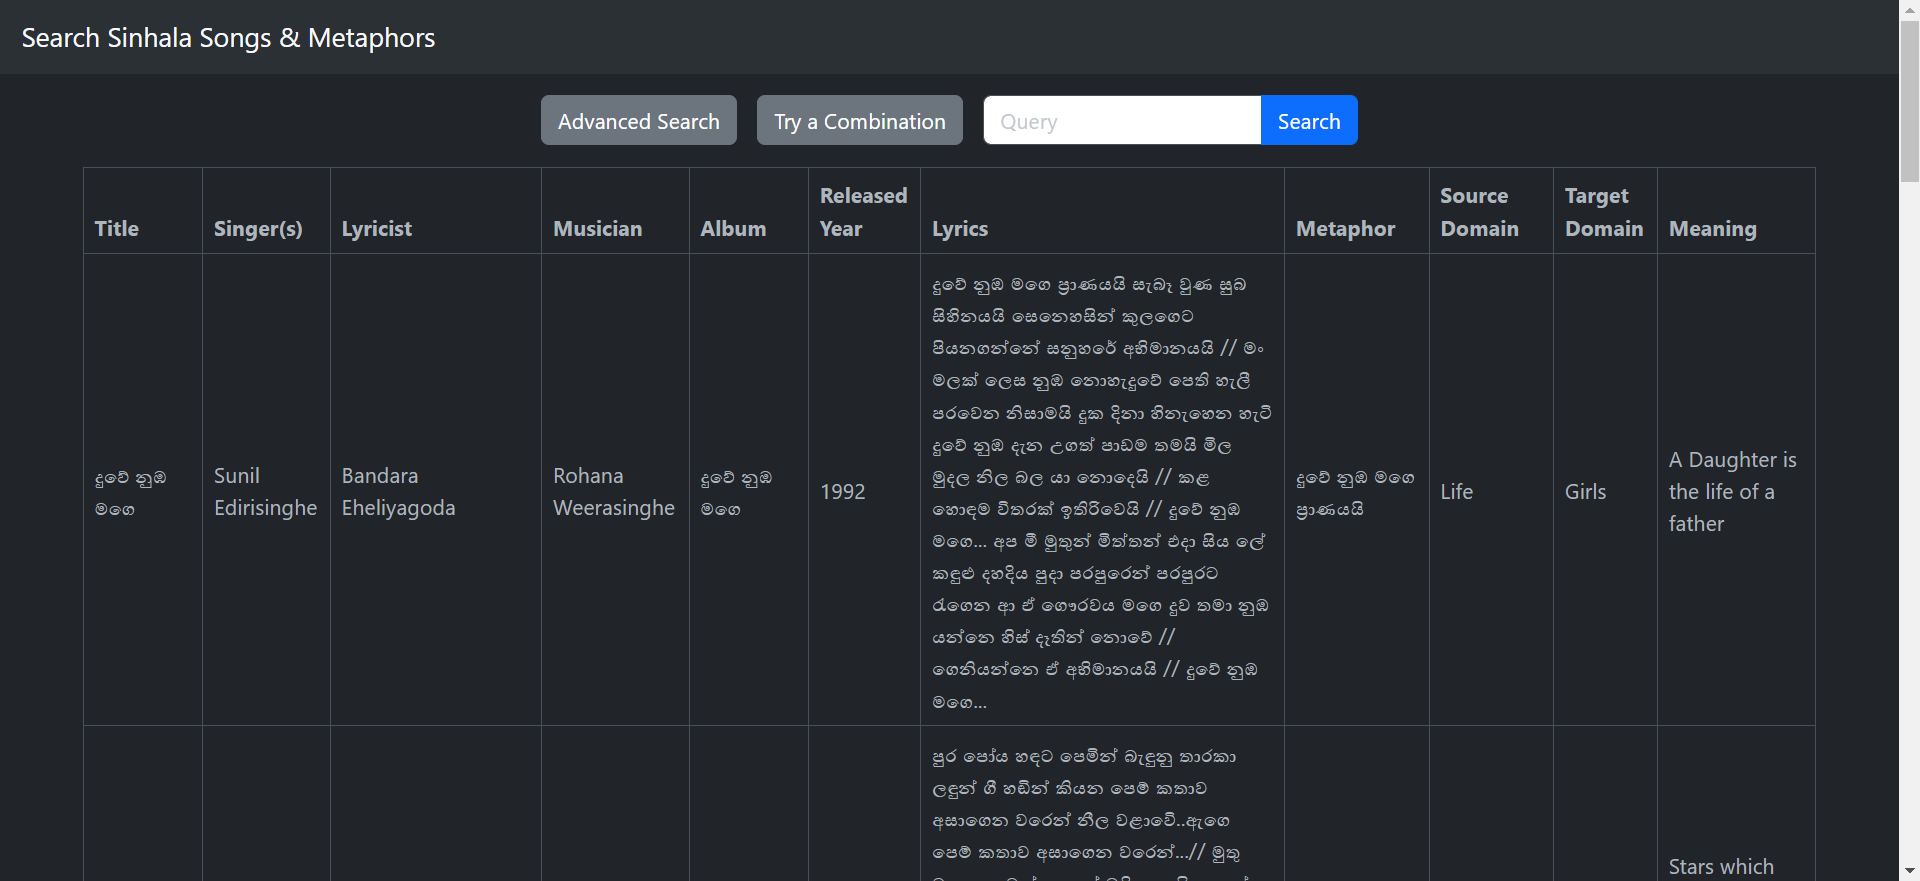 Search Sinhala Songs & Metaphors
Advanced Search
Try a Combination
Query
Search
Title
Singer(s)
Lyricist
Musician
Album
Released
Year
Lyrics
Metaphor
Source
Domain
Target
Domain
Meaning
දුවේ නුඹ
මගෙ
Sunil
Edirisinghe
Bandara
Eheliyagoda
Rohana
Weerasinghe
දුවේ නුඹ
මගෙ
1992
දුවේ නුඹ මගෙ ප්‍රාණයයි සැබෑ වුණ සුබ
සිහිනයයි සෙනෙහසින් කුලගෙට
පියනගන්නේ සනුහරේ අභිමානයයි // මං
මලක් ලෙස නුඹ නොහැදුවේ පෙති හැලී
පරවෙන නිසාමයි දුක දිනා හිනැහෙන හැටි
දුවේ නුඹ දැන උගත් පාඩම තමයි මිල
මුදල නිල බල යා නොදෙයි // කළ
හොඳම විතරක් ඉතිරිවෙයි // දුවේ නුඹ
මගෙ... අප මී මුතුන් මිත්තන් එදා සිය ලේ
කඳුළු දහදිය පුදා පරපුරෙන් පරපුරට
රැගෙන ආ ඒ ගෞරවය මගෙ දුව තමා නුඹ
යන්නෙ හිස් දෑතින් නොවේ //
ගෙනියන්නෙ ඒ අභිමානයයි // දුවේ නුඹ
මගෙ...
දුවේ නුඹ මගෙ
ප්‍රාණයයි
Life
Girls
A Daughter is
the life of a
father
පුර පෝය හඳට පෙමින් බැඳුනු තාරකා
ලඳුන් ගී හඬින් කියන පෙම් කතාව
අසාගෙන වරෙන් නීල වළාවෙි..ඇගෙ
පෙම් කතාව අසාගෙන වරෙන්...// මුතු
Stars which